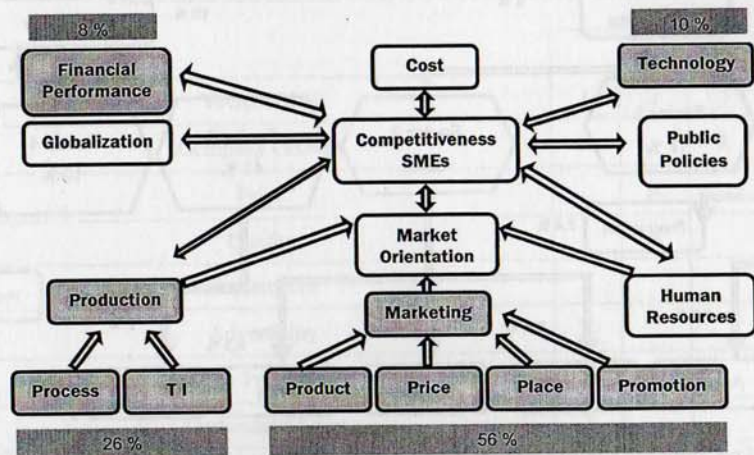 8 %
10 %
Financial
Performance
Cost
Technology
Globalization
Competitiveness
SMEs
Public
Policies
Market
Orientation
Production
Marketing
Human
Resources
Process
T I
Product
Price
Place
Promotion
26 %
56 %